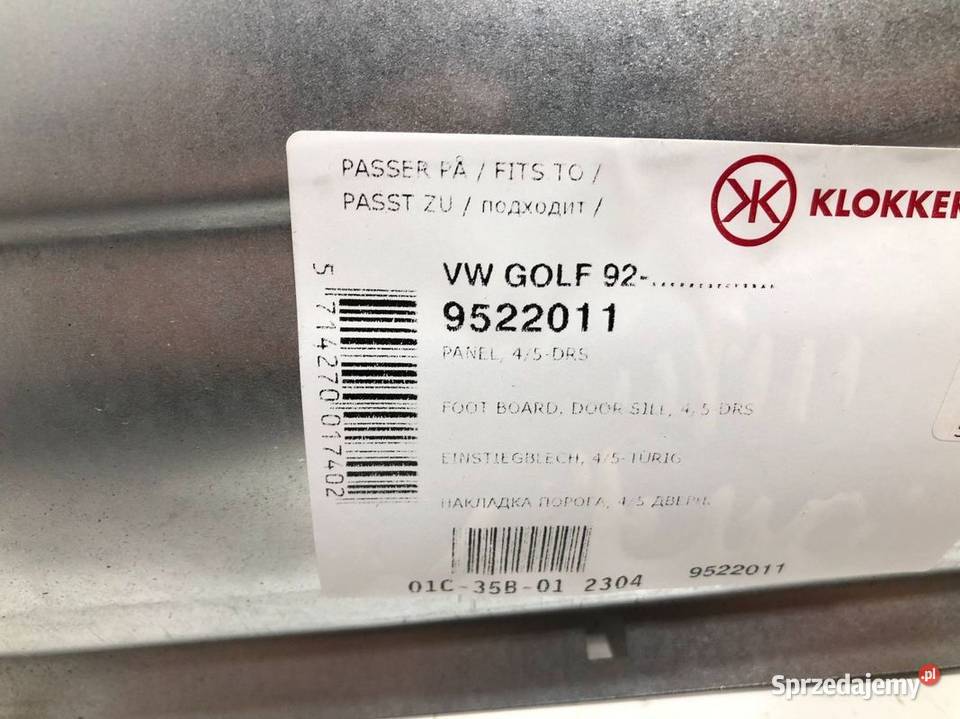 PASSER PÅ / FITS TO /
PASST ZU / подходит /
KLOKKER
VW GOLF 92-
9522011
PANEL, 4/5-DRS
FOOT BOARD, DOOR SILL, 4/5-DRS
EINSTIEGBLECH, 4/5-TÜRIG
НАКЛАДКА ПОРОГА, 4/5 ДВЕРН.
5 714270 017402
01C-35B-01 2304
9522011
Sprzedajemy.pl